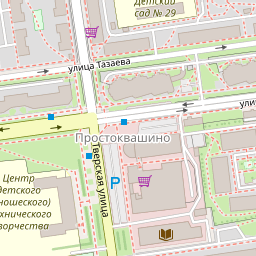 Детский
сад № 29
улица Тазаева
ули
Простоквашино
Тверская улица
P
Центр
детского
(юношеского)
технического
творчества